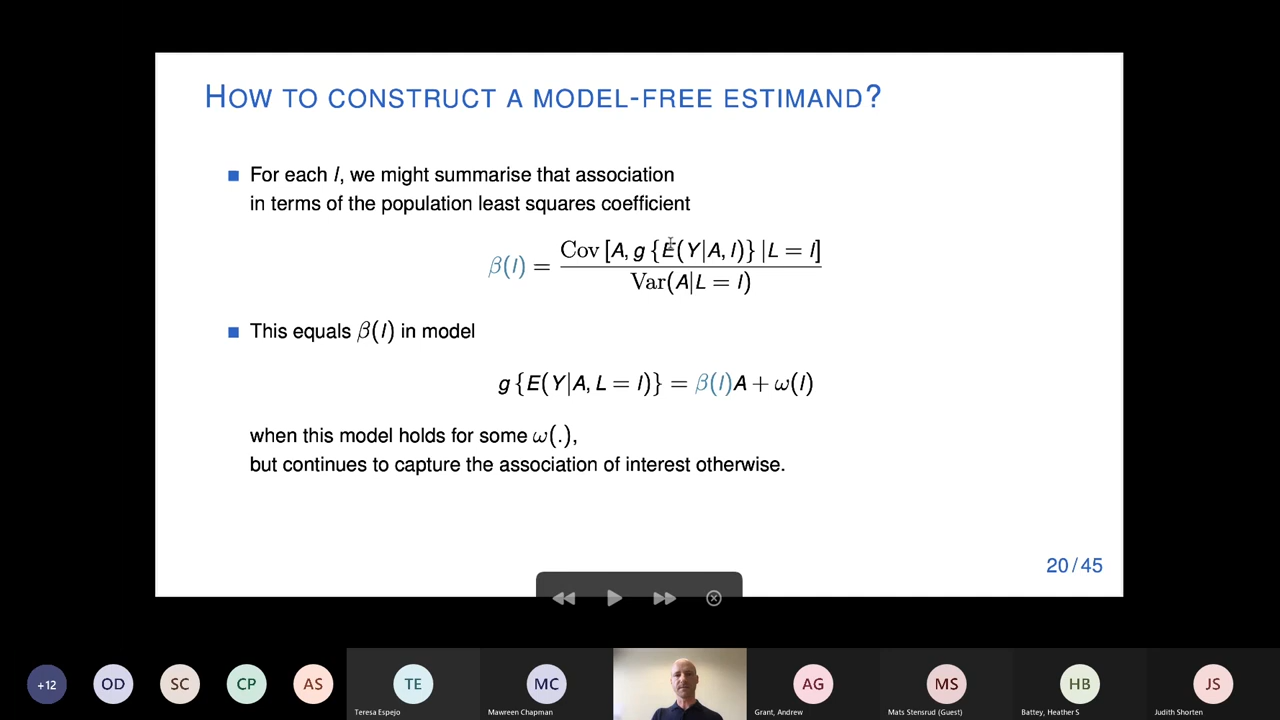 HOW TO CONSTRUCT A MODEL-FREE ESTIMAND?
■ For each l, we might summarise that association
in terms of the population least squares coefficient
β(l) = Cov [A, g {E(Y|A, l)} |L = l] / Var(A|L = l)
■ This equals β(l) in model
g {E(Y|A, L = l)} = β(l)A + ω(l)
when this model holds for some ω(.),
but continues to capture the association of interest otherwise.
20/45
+12
OD
SC
CP
AS
TE
MC
AG
MS
HB
JS
Teresa Espejo
Mawreen Chapman
Grant, Andrew
Mats Stensrud (Guest)
Battey, Heather S
Judith Shorten